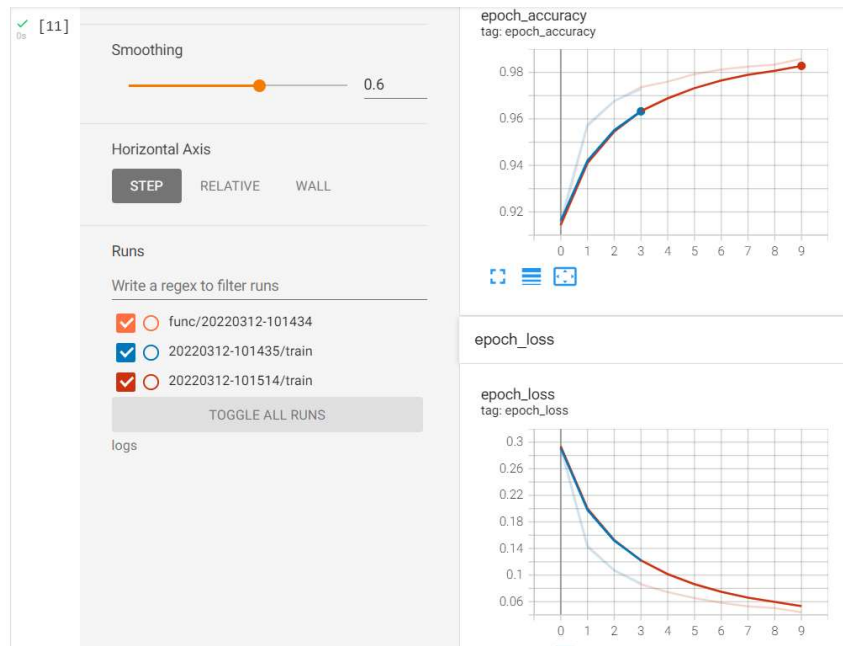 [11]
0s
Smoothing
0.6
Horizontal Axis
STEP RELATIVE WALL
Runs
Write a regex to filter runs
func/20220312-101434
20220312-101435/train
20220312-101514/train
TOGGLE ALL RUNS
logs
epoch_accuracy
tag: epoch_accuracy
0.98
0.96
0.94
0.92
0 1 2 3 4 5 6 7 8 9
epoch_loss
epoch_loss
tag: epoch_loss
0.3
0.26
0.22
0.18
0.14
0.1
0.06
0 1 2 3 4 5 6 7 8 9